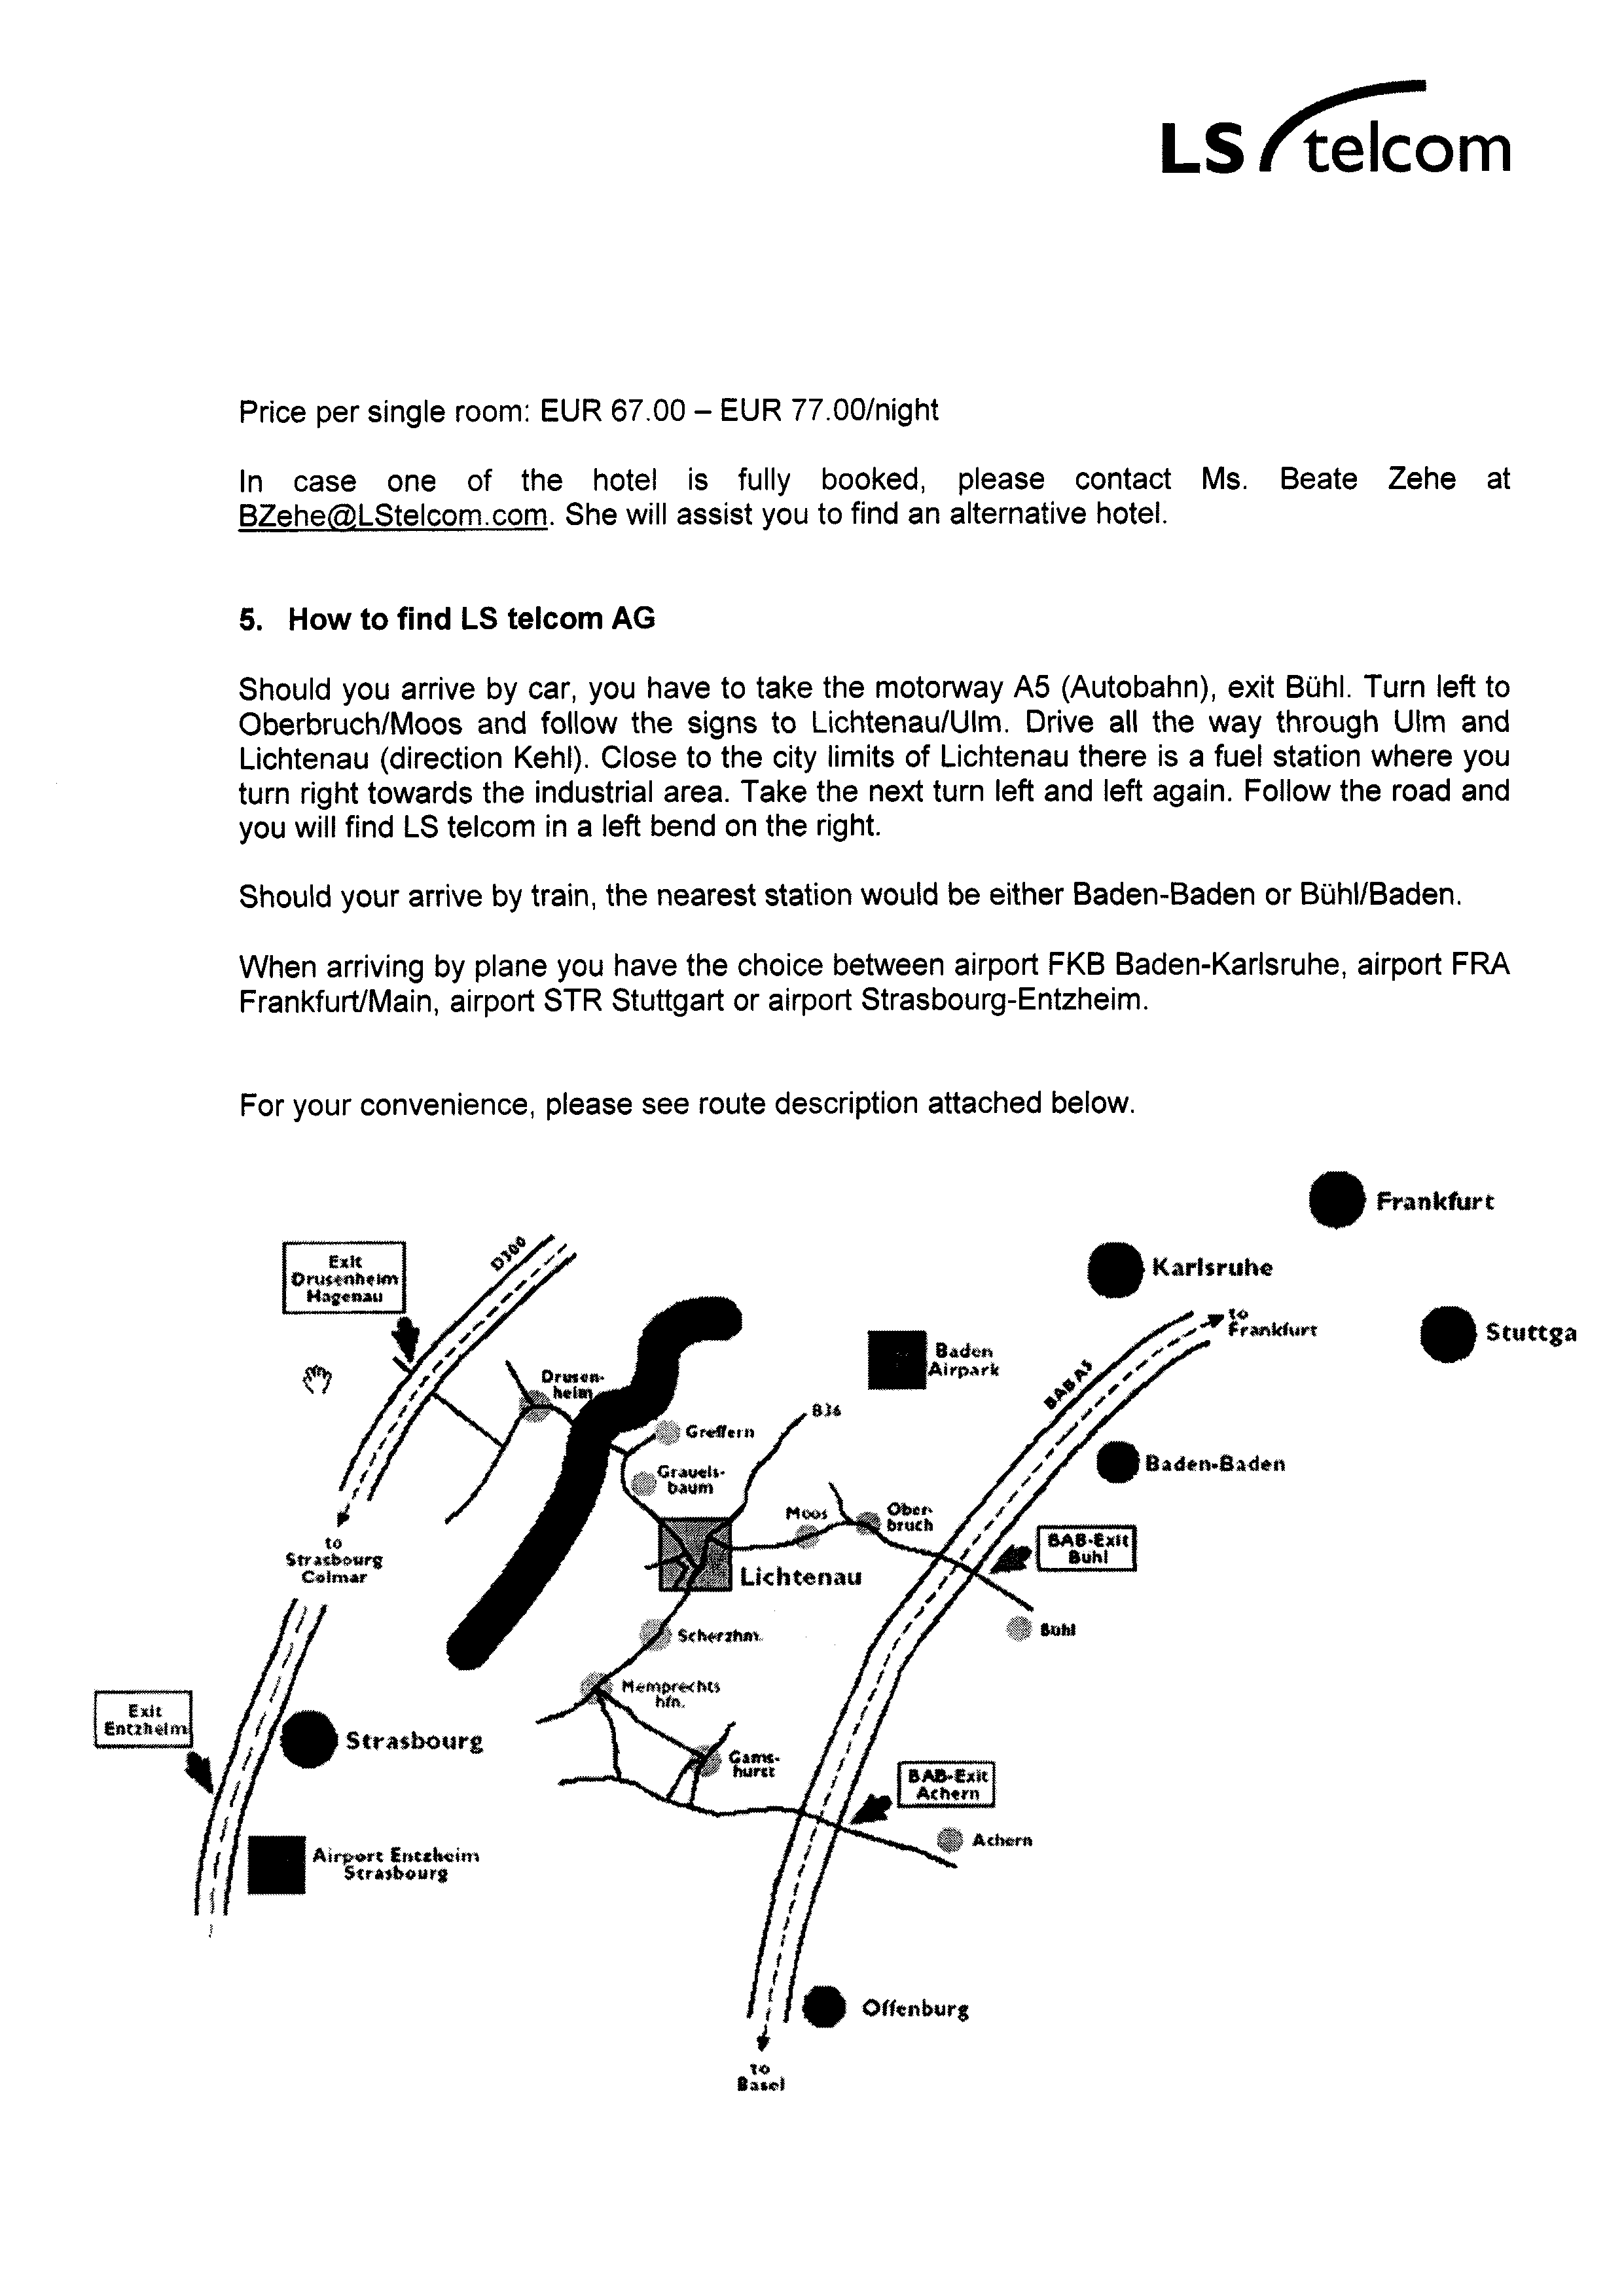 LS telcom
Price per single room: EUR 67.00 – EUR 77.00/night
In case one of the hotel is fully booked, please contact Ms. Beate Zehe at
BZehe@LStelcom.com. She will assist you to find an alternative hotel.
5. How to find LS telcom AG
Should you arrive by car, you have to take the motorway A5 (Autobahn), exit Bühl. Turn left to
Oberbruch/Moos and follow the signs to Lichtenau/Ulm. Drive all the way through Ulm and
Lichtenau (direction Kehl). Close to the city limits of Lichtenau there is a fuel station where you
turn right towards the industrial area. Take the next turn left and left again. Follow the road and
you will find LS telcom in a left bend on the right.
Should your arrive by train, the nearest station would be either Baden-Baden or Bühl/Baden.
When arriving by plane you have the choice between airport FKB Baden-Karlsruhe, airport FRA
Frankfurt/Main, airport STR Stuttgart or airport Strasbourg-Entzheim.
For your convenience, please see route description attached below.
Frankfurt
Exit
Drusenheim
Hagenau
D300
Karlsruhe
to
Frankfurt
Stuttga
Baden
Airpark
BAB A5
Drusen-
heim
B36
Greffern
Baden-Baden
Grauels-
baum
Moos
Ober-
bruch
to
Strasbourg
Colmar
BAB-Exit
Buhl
Lichtenau
Buhl
Scherzhm.
Memprechts
hfn.
Exit
Entzheim
Strasbourg
Gams-
hurst
BAB-Exit
Achern
Achern
Airport Entzheim
Strasbourg
Offenburg
to
Basel